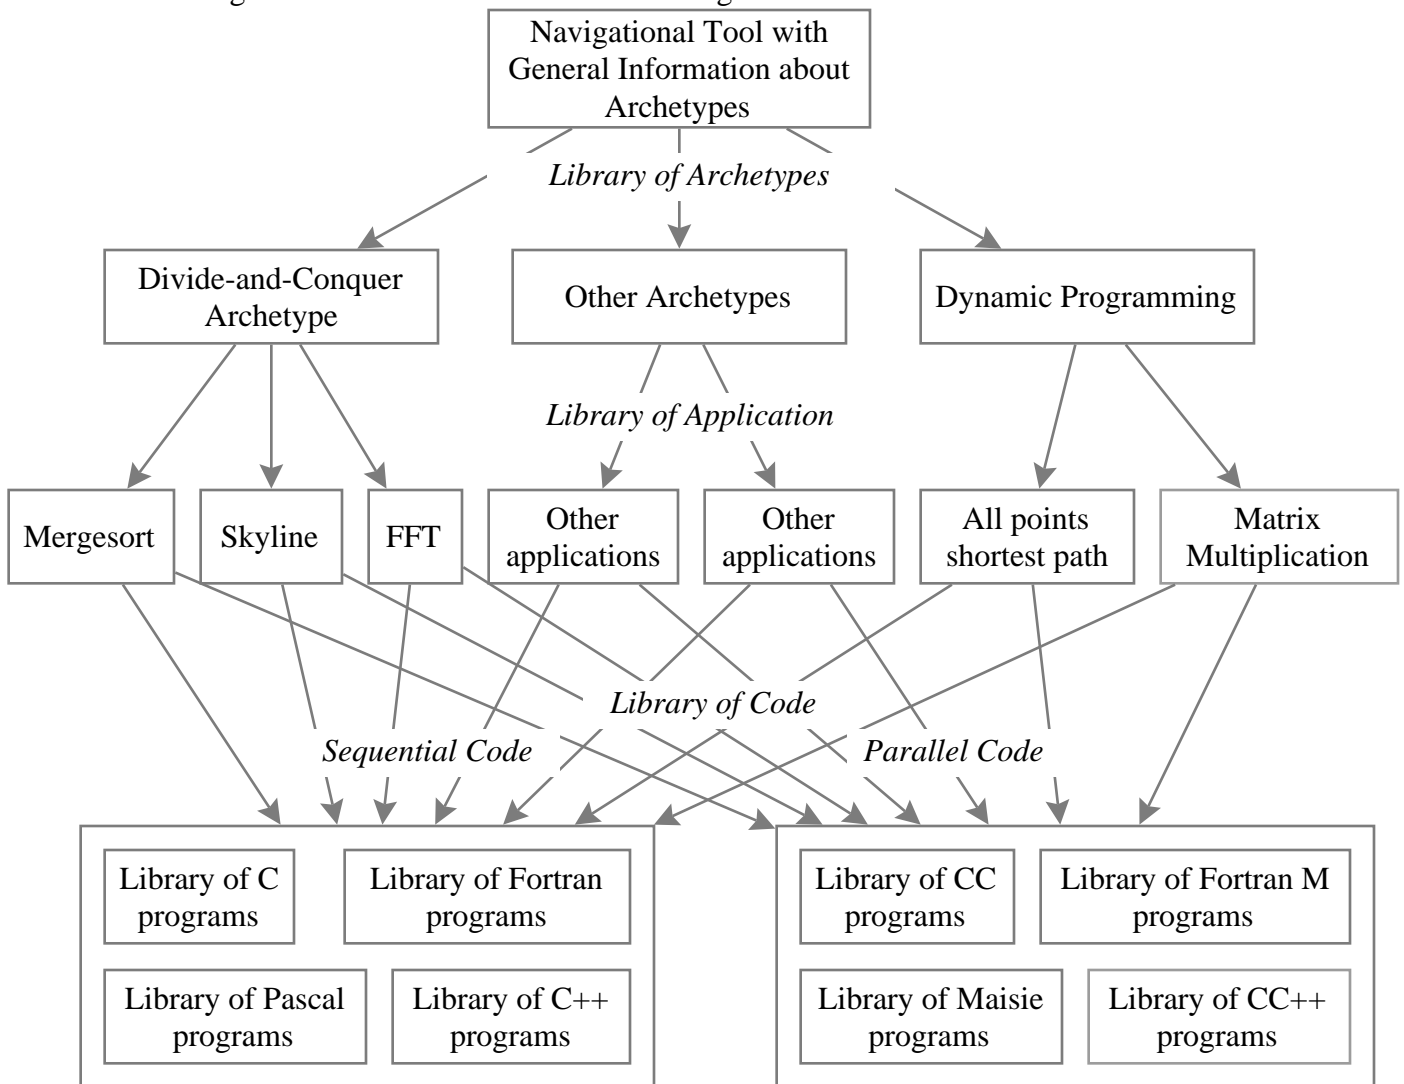 Navigational Tool with
General Information about
Archetypes
Library of Archetypes
Divide-and-Conquer
Archetype
Other Archetypes
Dynamic Programming
Library of Application
Mergesort
Skyline
FFT
Other
applications
Other
applications
All points
shortest path
Matrix
Multiplication
Library of Code
Sequential Code
Parallel Code
Library of C
programs
Library of Fortran
programs
Library of CC
programs
Library of Fortran M
programs
Library of Pascal
programs
Library of C++
programs
Library of Maisie
programs
Library of CC++
programs